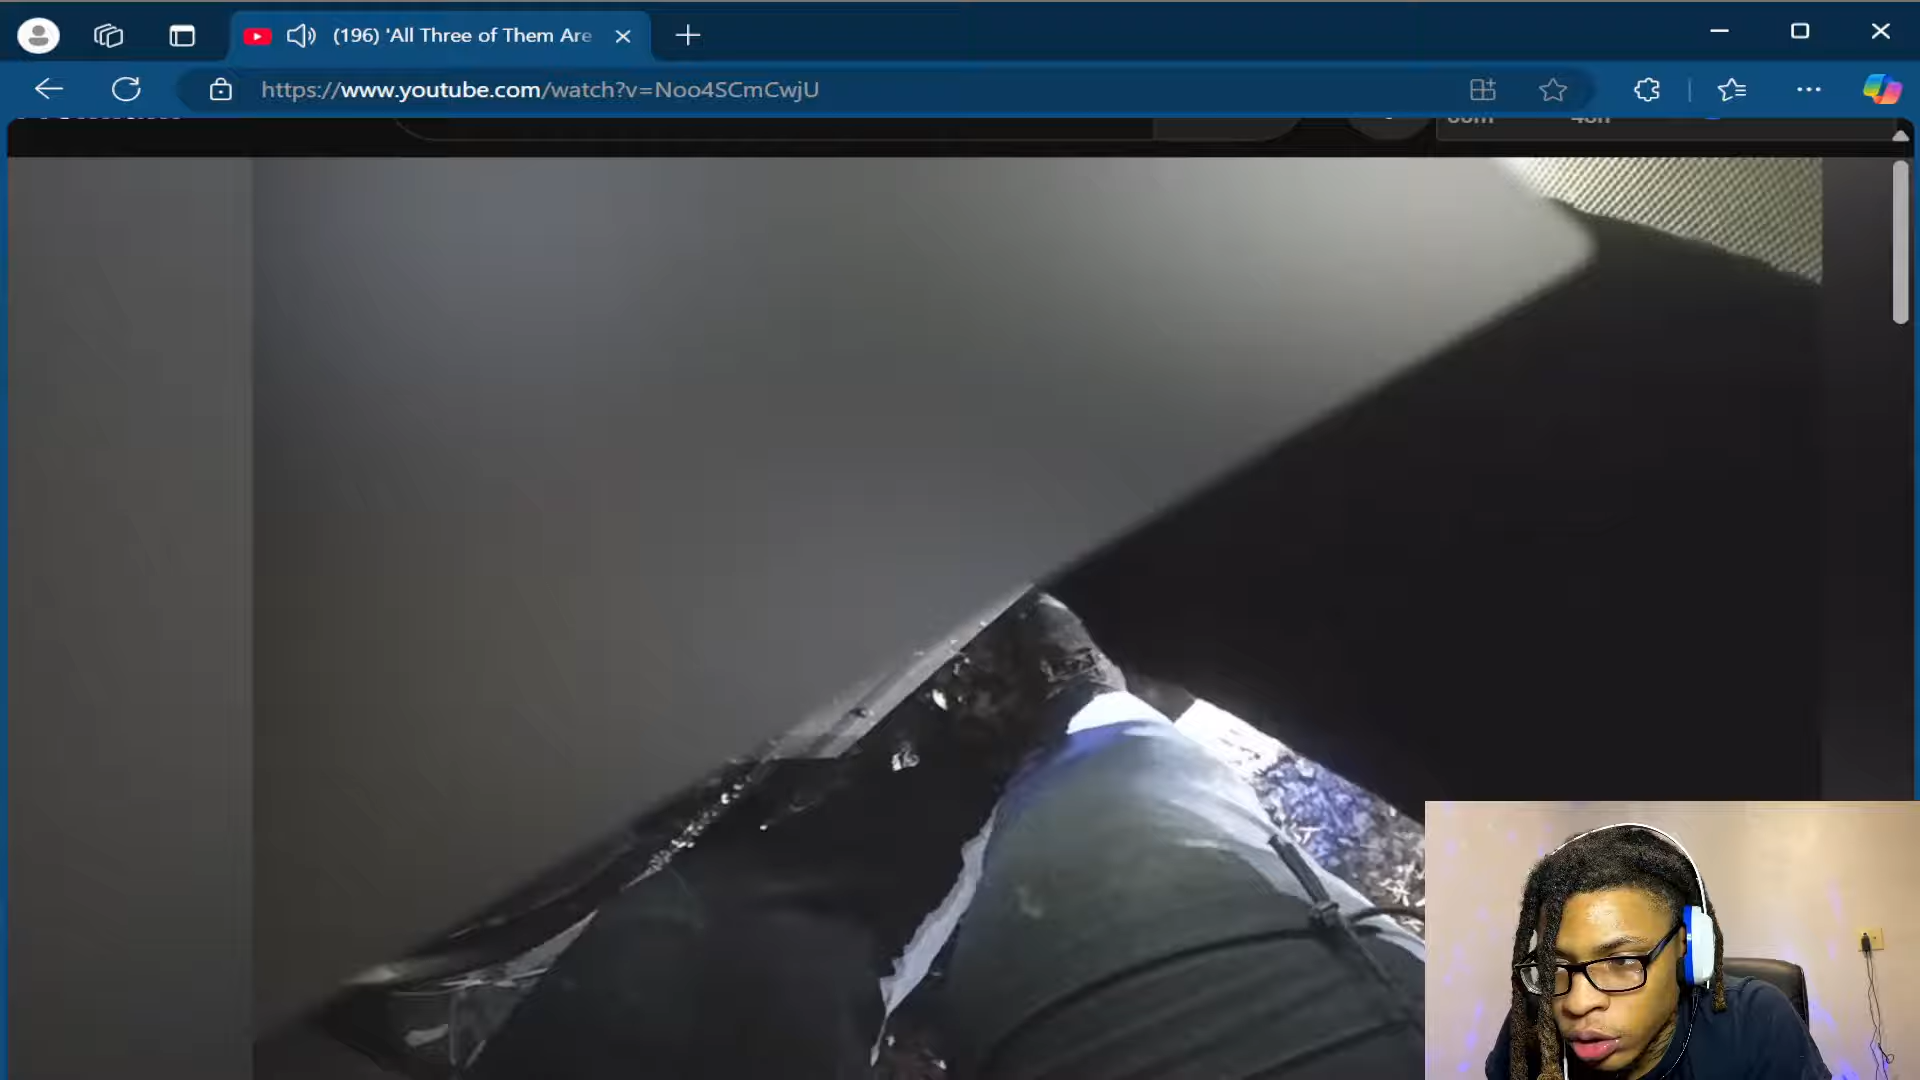 (196) 'All Three of Them Are
https://www.youtube.com/watch?v=Noo4SCmCwjU